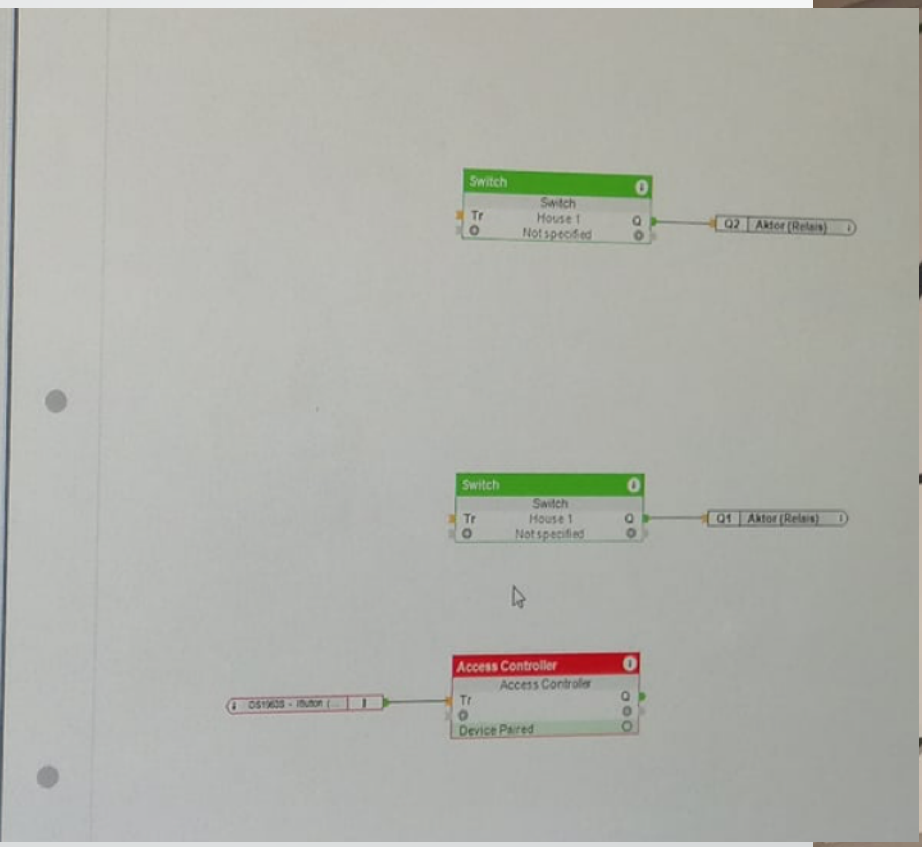 Switch
Switch
Tr House 1 Q
Not specified
Q2 Aktor (Relais)
Switch
Switch
Tr House 1 Q
Not specified
Q1 Aktor (Relais)
Access Controller
Access Controller
Tr Q
Device Paired
I